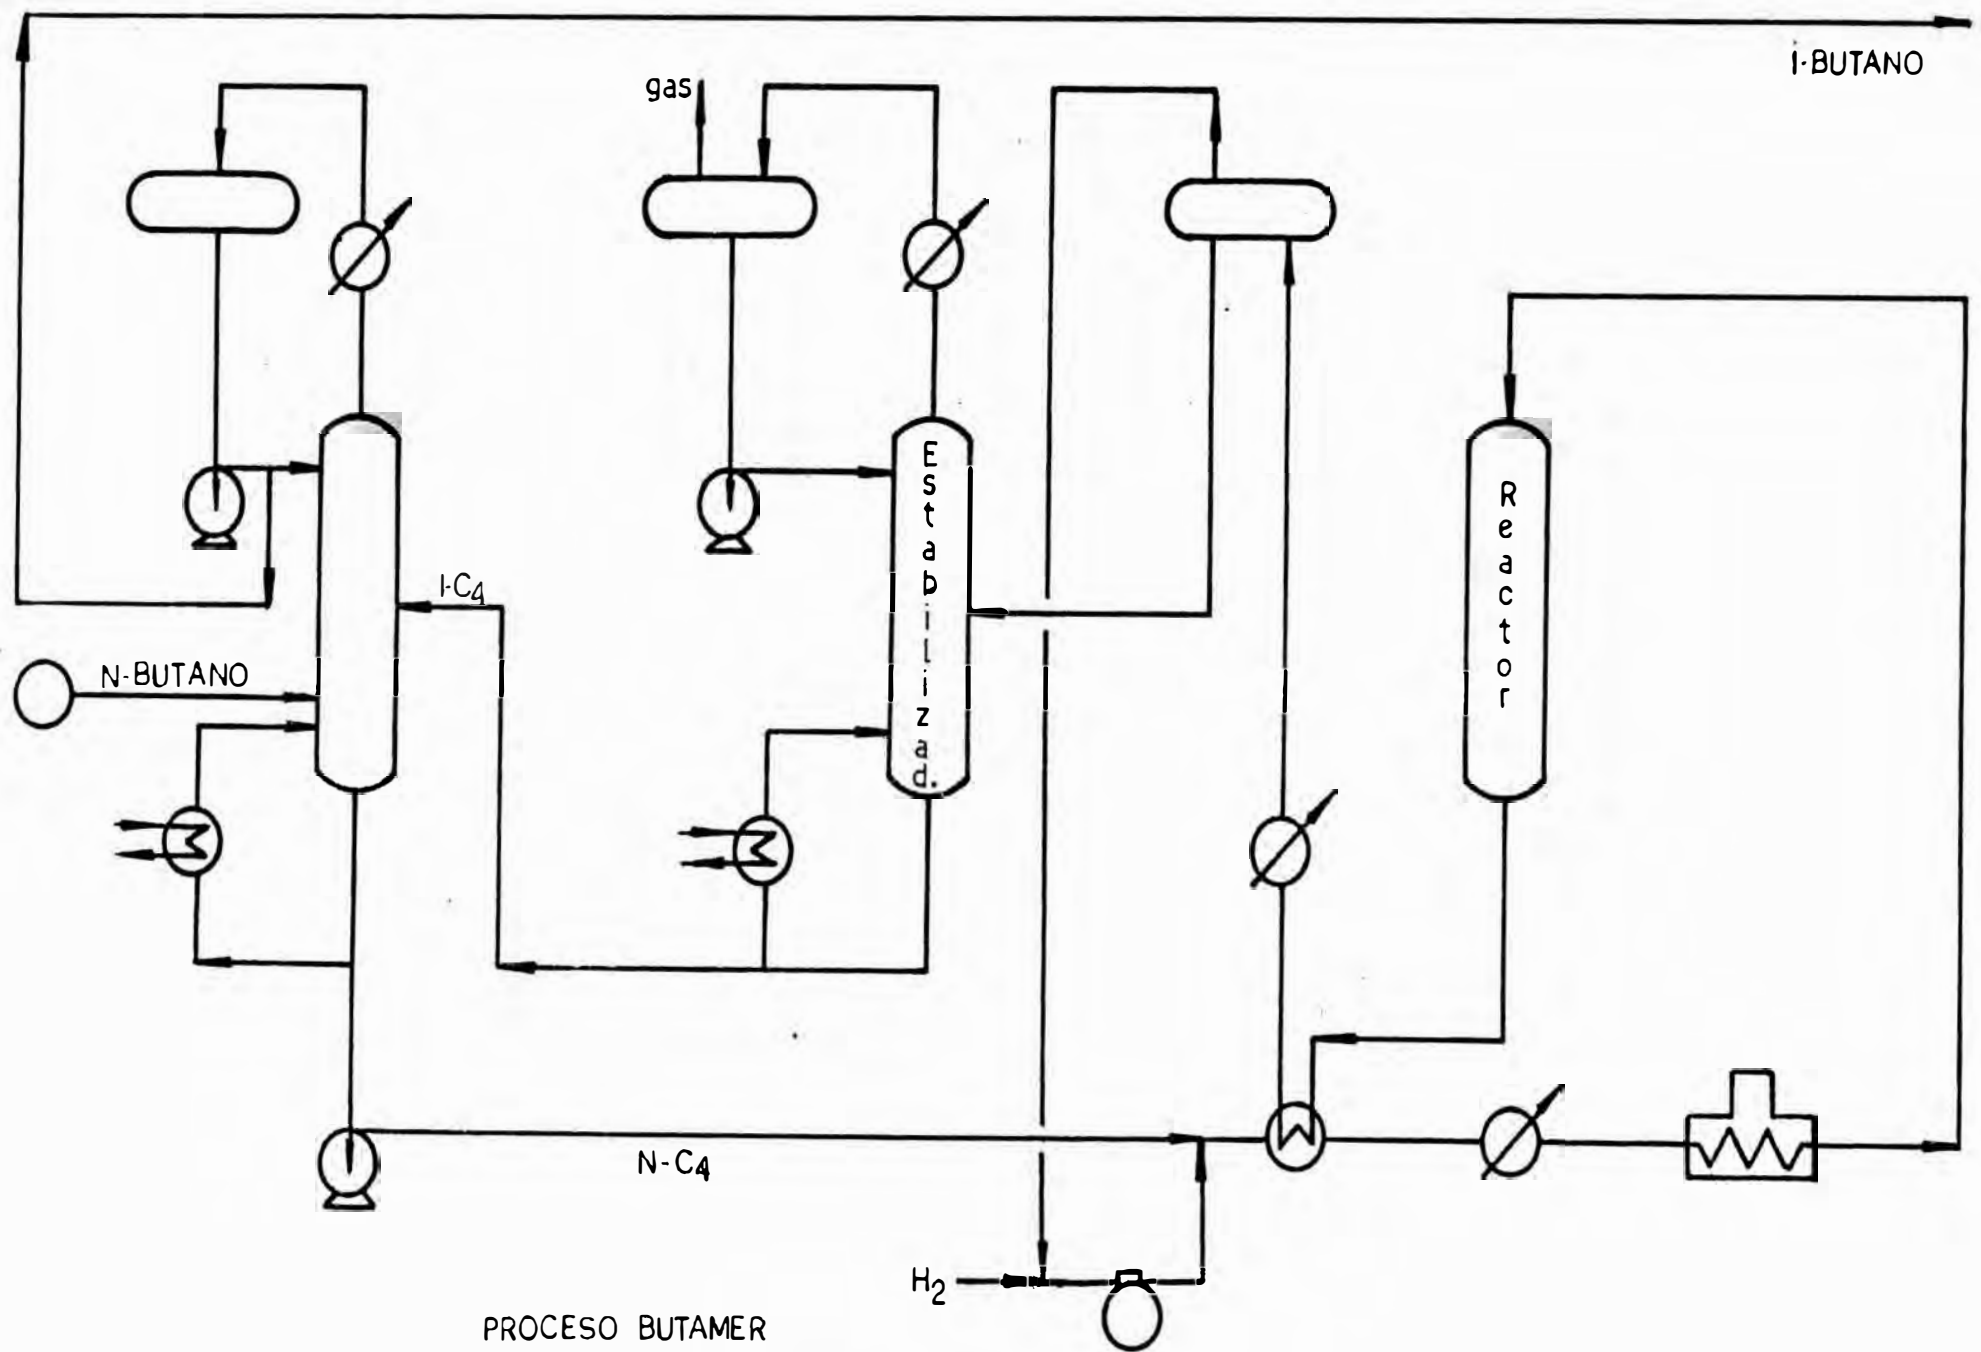 i-BUTANO
gas
Estabilizad.
Reactor
I-C4
N-BUTANO
N-C4
H2
PROCESO BUTAMER